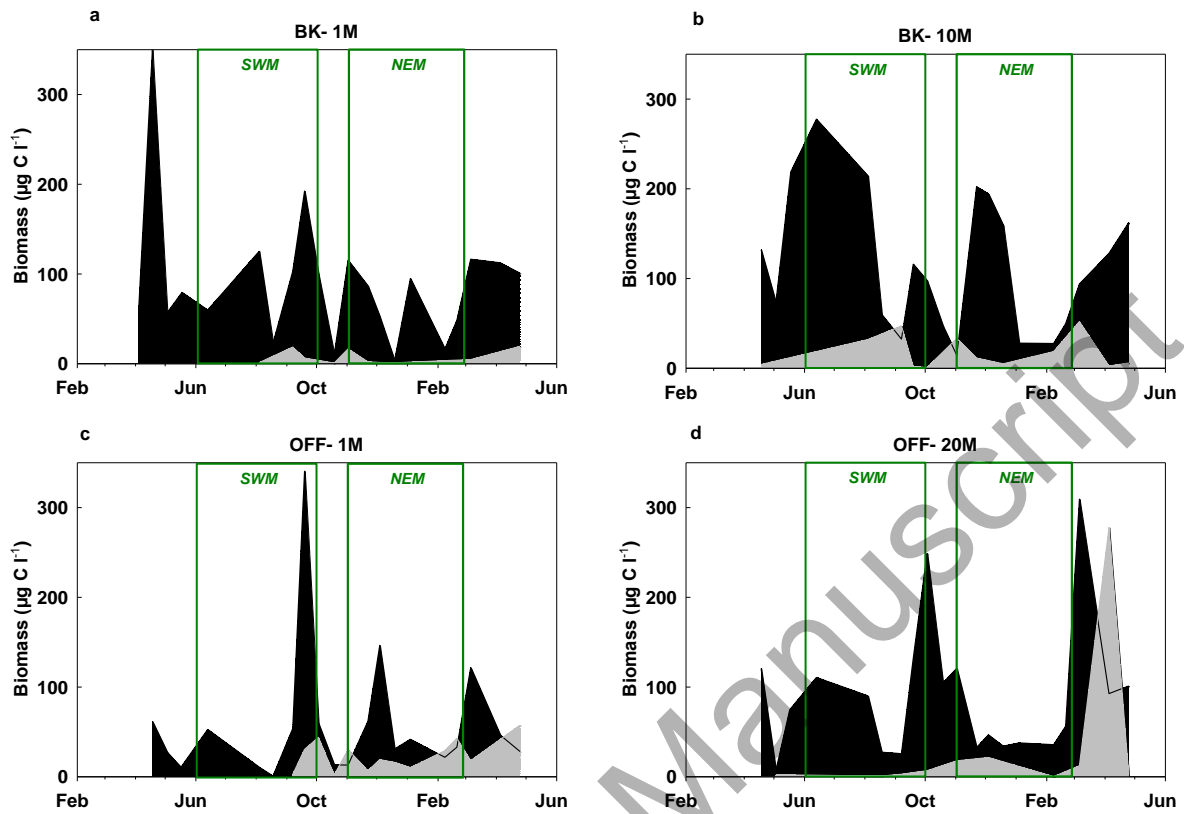 a
BK- 1M
SWM
NEM
Biomass (µg C l⁻¹)
300
200
100
0
Feb Jun Oct Feb Jun
b
BK- 10M
SWM
NEM
Biomass (µg C l⁻¹)
300
200
100
0
Feb Jun Oct Feb Jun
c
OFF- 1M
SWM
NEM
Biomass (µg C l⁻¹)
300
200
100
0
Feb Jun Oct Feb Jun
d
OFF- 20M
SWM
NEM
Biomass (µg C l⁻¹)
300
200
100
0
Feb Jun Oct Feb Jun
Manuscript